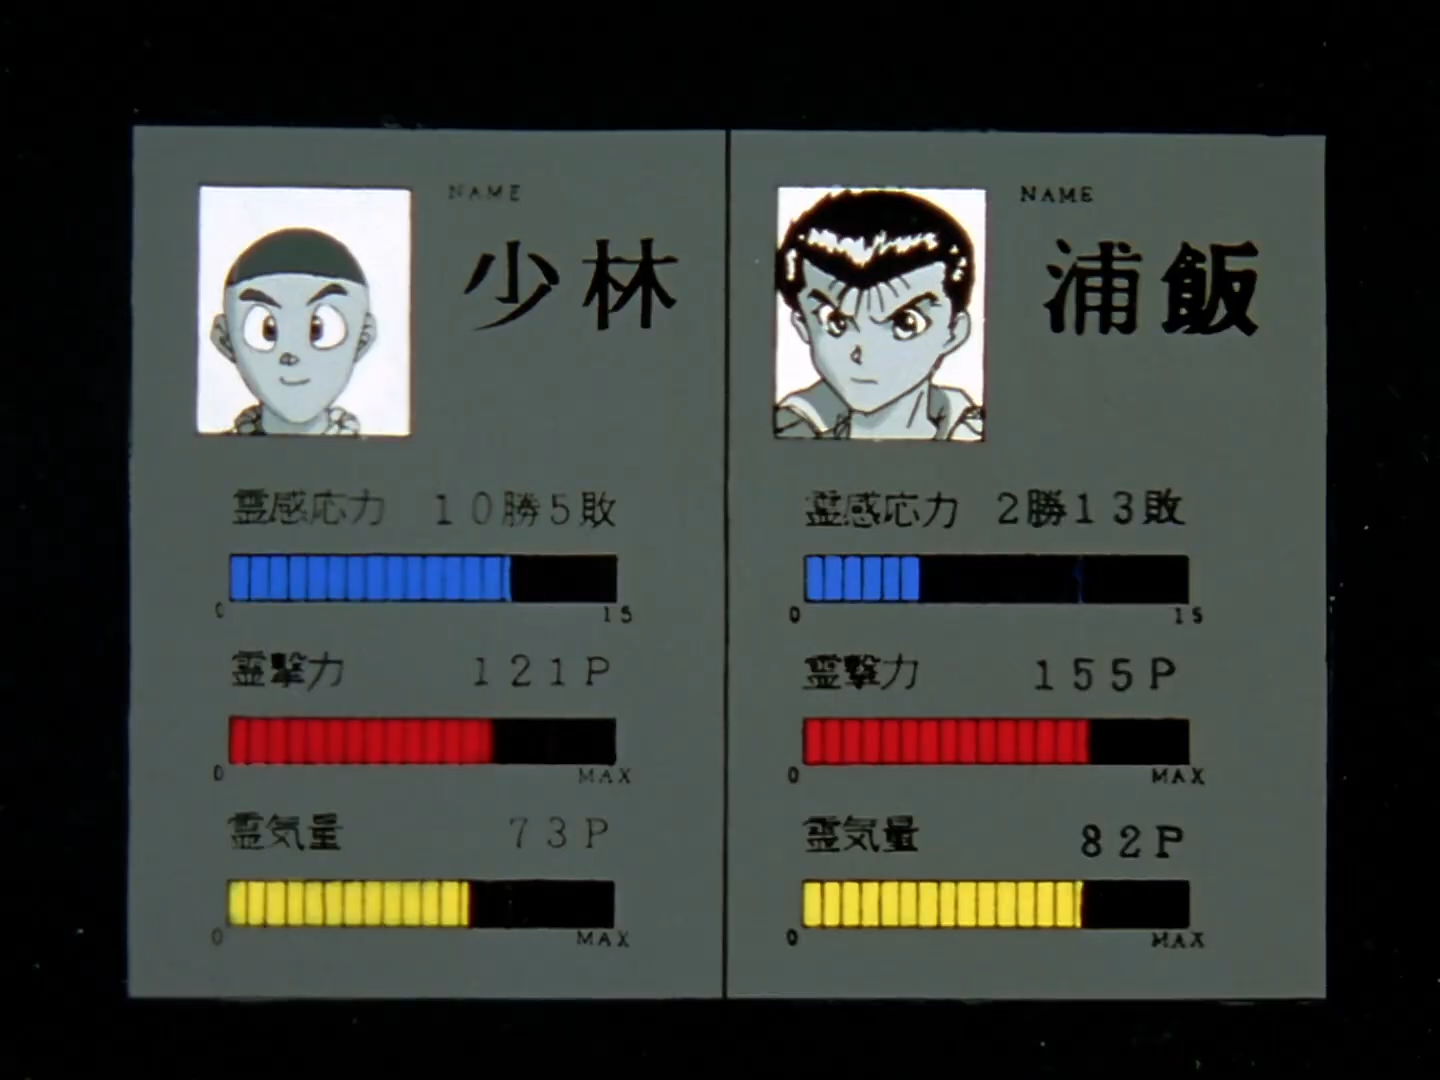 NAME
少林
霊感応力 10勝5敗
0 15
霊撃力 121P
0 MAX
霊気量 73P
0 MAX
NAME
浦飯
霊感応力 2勝13敗
0 15
霊撃力 155P
0 MAX
霊気量 82P
0 MAX